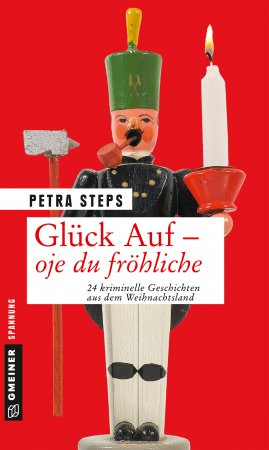 PETRA STEPS
Glück Auf –
oje du fröhliche
24 kriminelle Geschichten
aus dem Weihnachtsland
GMEINER SPANNUNG